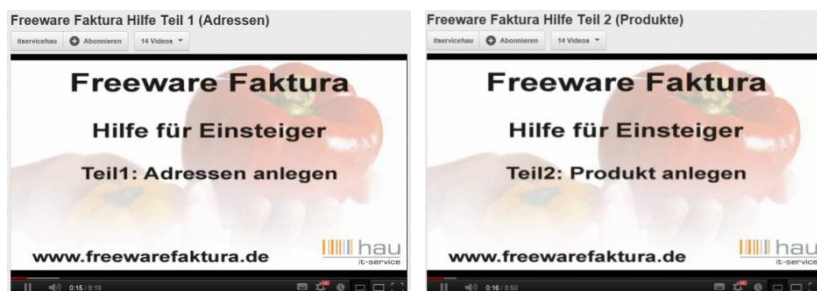 Freeware Faktura Hilfe Teil 1 (Adressen)
itservicehau Abonnieren 14 Videos
Freeware Faktura
Hilfe für Einsteiger
Teil1: Adressen anlegen
www.freewarefaktura.de
hau
it-service
0:15 / 9:19
Freeware Faktura Hilfe Teil 2 (Produkte)
itservicehau Abonnieren 14 Videos
Freeware Faktura
Hilfe für Einsteiger
Teil2: Produkt anlegen
www.freewarefaktura.de
hau
it-service
0:16 / 8:50